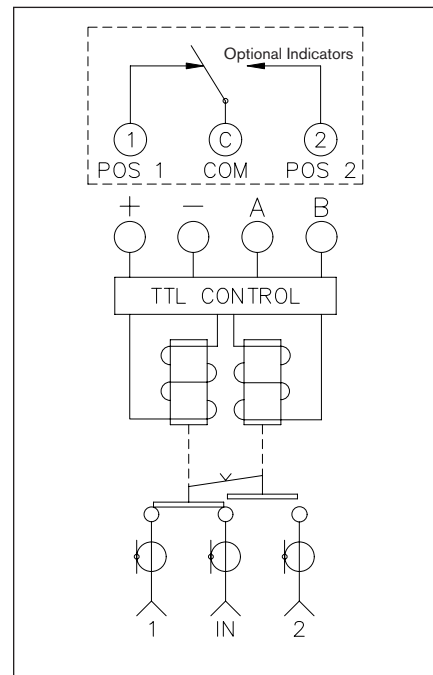 Optional Indicators
1 C 2
POS 1 COM POS 2
+ − A B
TTL CONTROL
1 IN 2